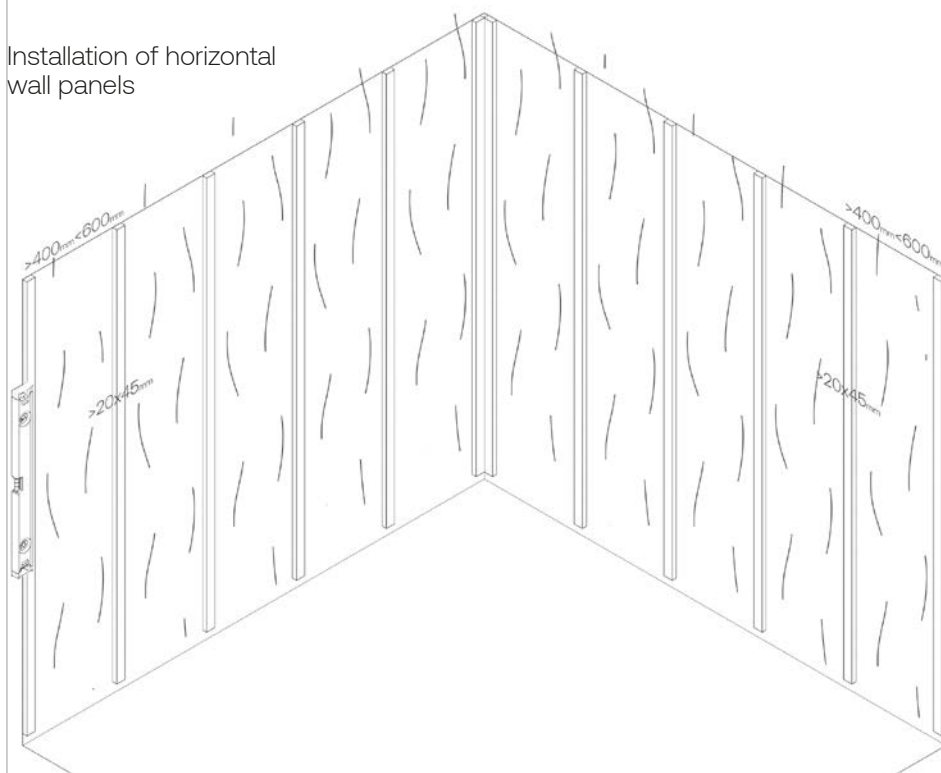 Installation of horizontal
wall panels
>400mm<600mm
>400mm<600mm
>20x45mm
>20x45mm